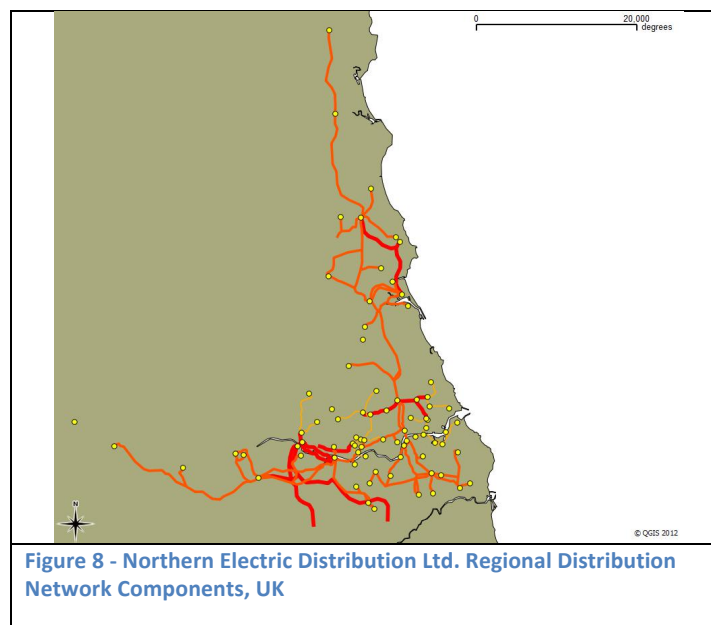 0 20,000
degrees
N
© QGIS 2012
Figure 8 - Northern Electric Distribution Ltd. Regional Distribution
Network Components, UK